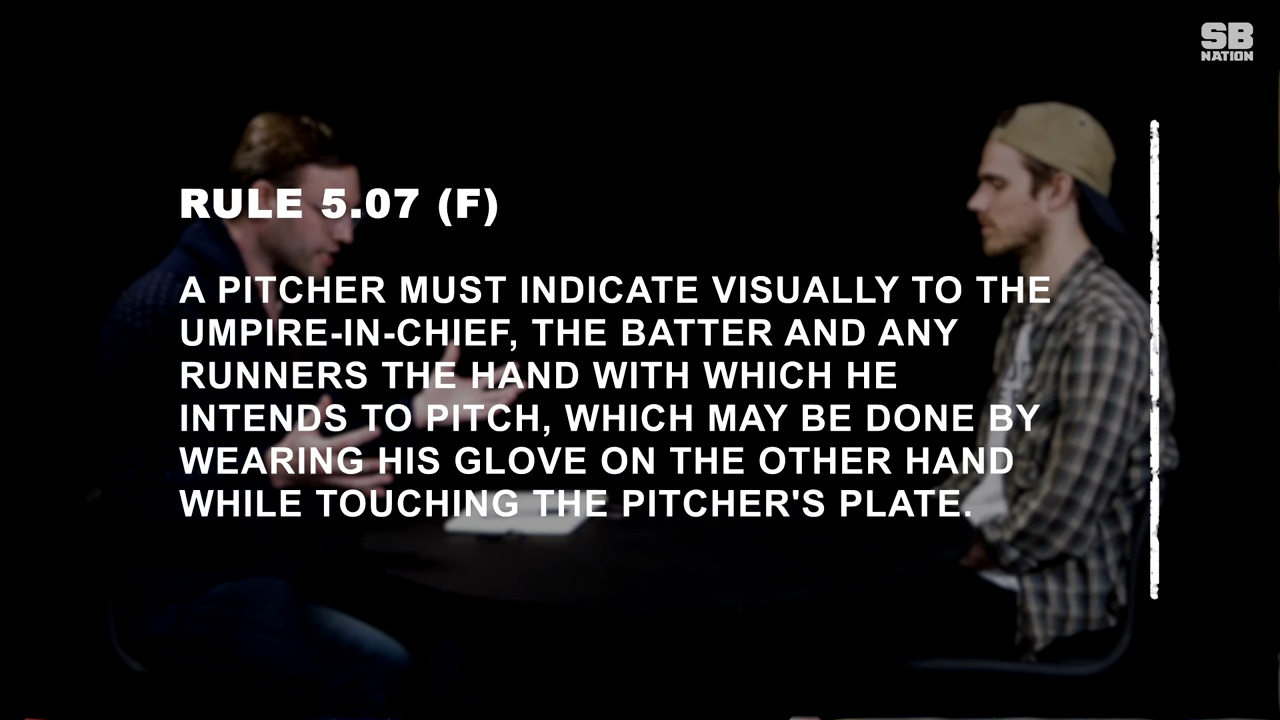 SB
NATION
RULE 5.07 (F)
A PITCHER MUST INDICATE VISUALLY TO THE
UMPIRE-IN-CHIEF, THE BATTER AND ANY
RUNNERS THE HAND WITH WHICH HE
INTENDS TO PITCH, WHICH MAY BE DONE BY
WEARING HIS GLOVE ON THE OTHER HAND
WHILE TOUCHING THE PITCHER'S PLATE.